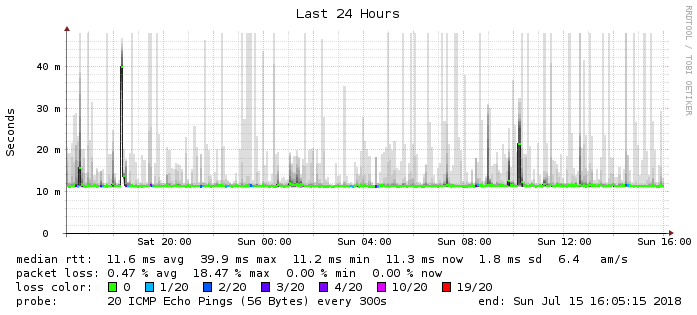 Last 24 Hours
RRDTOOL / TOBI OETIKER
Seconds
40 m
30 m
20 m
10 m
0
Sat 20:00 Sun 00:00 Sun 04:00 Sun 08:00 Sun 12:00 Sun 16:00
median rtt: 11.6 ms avg 39.9 ms max 11.2 ms min 11.3 ms now 1.8 ms sd 6.4 am/s
packet loss: 0.47 % avg 18.47 % max 0.00 % min 0.00 % now
loss color: 0 1/20 2/20 3/20 4/20 10/20 19/20
probe: 20 ICMP Echo Pings (56 Bytes) every 300s end: Sun Jul 15 16:05:15 2018